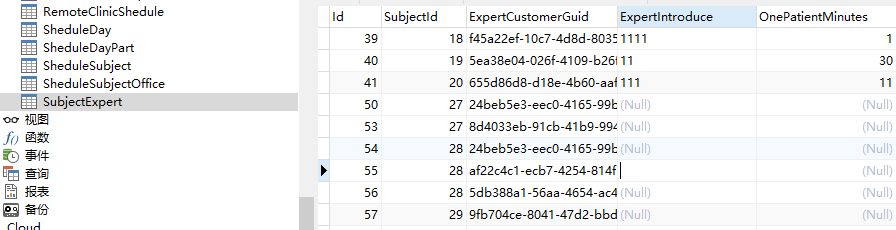 RemoteClinicShedule
SheduleDay
SheduleDayPart
SheduleSubject
SheduleSubjectOffice
SubjectExpert
视图
函数
事件
查询
报表
备份
Cloud
Id SubjectId ExpertCustomerGuid ExpertIntroduce OnePatientMinutes
39 18 f45a22ef-10c7-4d8d-8035 1111 1
40 19 5ea38e04-026f-4109-b26f 11 30
41 20 655d86d8-d18e-4b60-aaf 111 11
50 27 24beb5e3-eec0-4165-99b (Null) (Null)
53 27 8d4033eb-91cb-41b9-994 (Null) (Null)
54 28 24beb5e3-eec0-4165-99b (Null) (Null)
55 28 af22c4c1-ecb7-4254-814f (Null)
56 28 5db388a1-56aa-4654-ac4 (Null) (Null)
57 29 9fb704ce-8041-47d2-bbd (Null) (Null)